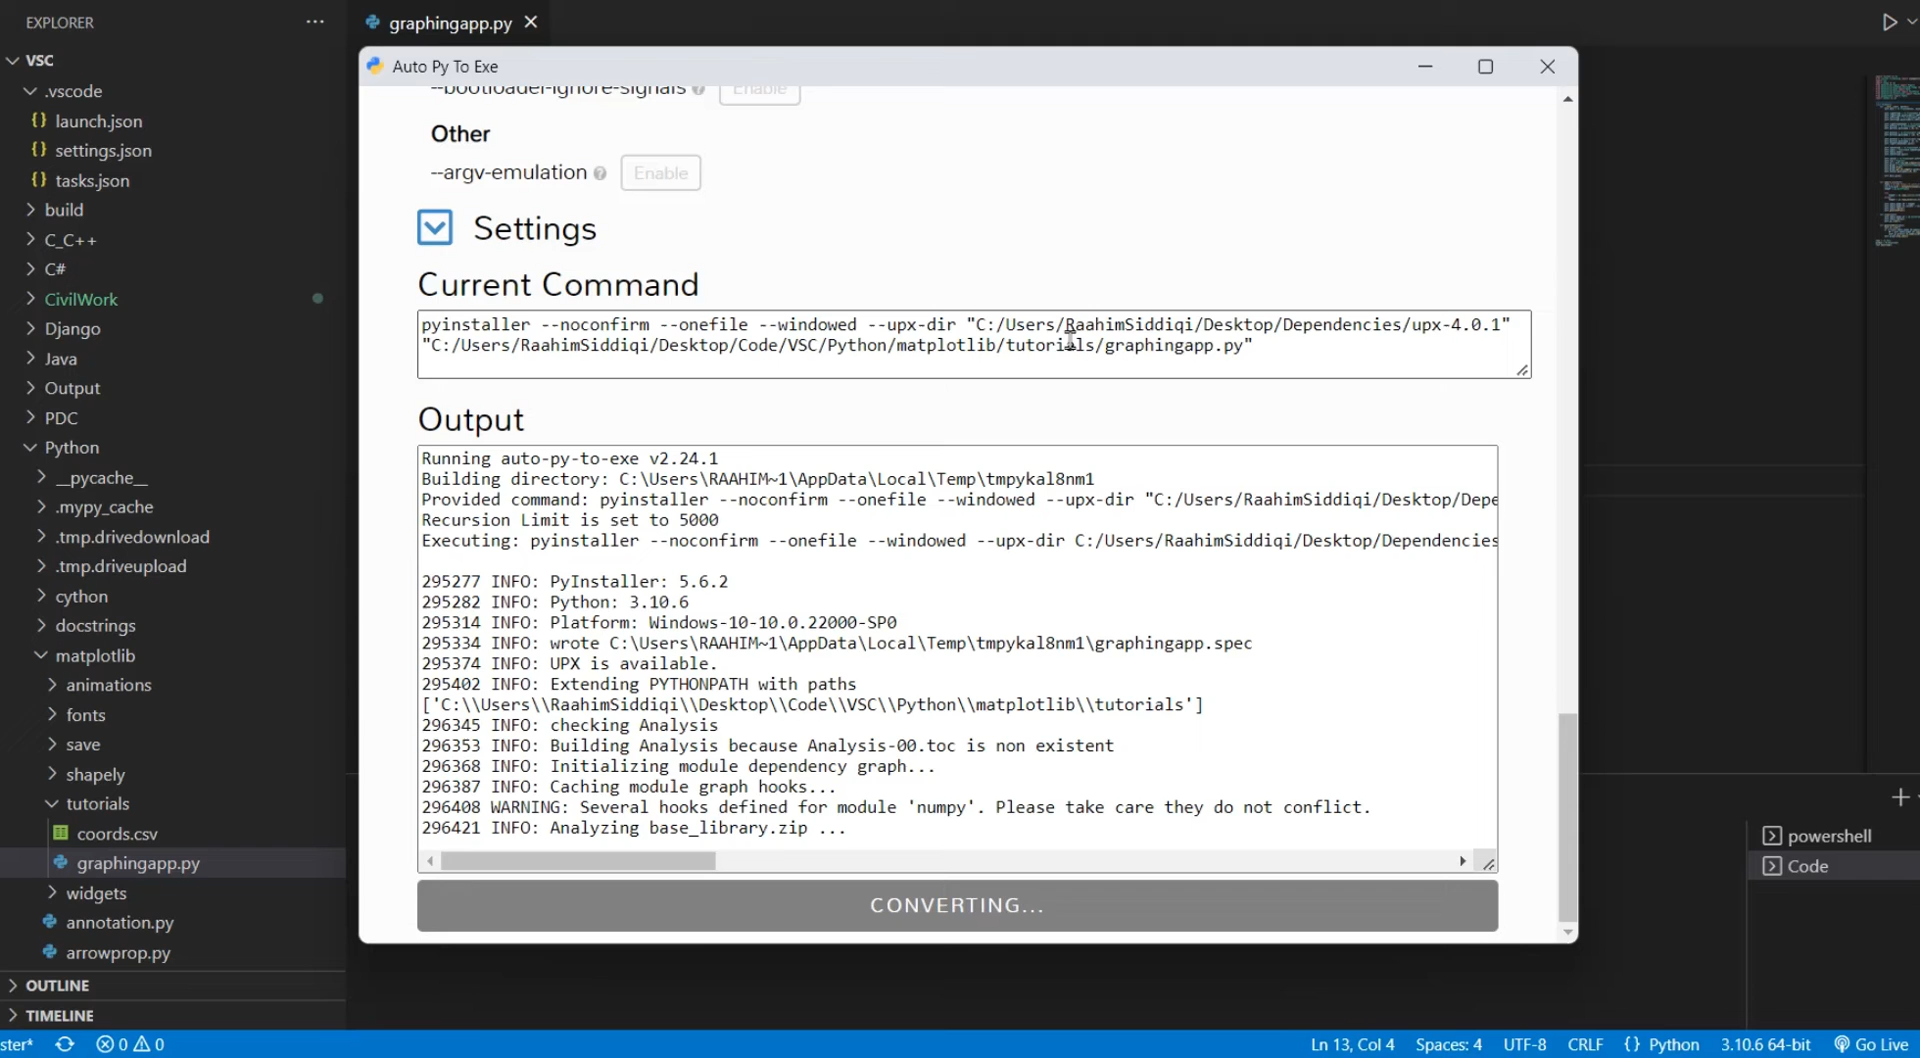 EXPLORER
VSC
.vscode
launch.json
settings.json
tasks.json
build
C_C++
C#
CivilWork
Django
Java
Output
PDC
Python
__pycache__
.mypy_cache
.tmp.drivedownload
.tmp.driveupload
cython
docstrings
matplotlib
animations
fonts
save
shapely
tutorials
coords.csv
graphingapp.py
widgets
annotation.py
arrowprop.py
OUTLINE
TIMELINE
graphingapp.py
Auto Py To Exe
--bootloader-ignore-signals Enable
Other
--argv-emulation Enable
Settings
Current Command
pyinstaller --noconfirm --onefile --windowed --upx-dir "C:/Users/RaahimSiddiqi/Desktop/Dependencies/upx-4.0.1"
"C:/Users/RaahimSiddiqi/Desktop/Code/VSC/Python/matplotlib/tutorials/graphingapp.py"
Output
Running auto-py-to-exe v2.24.1
Building directory: C:\Users\RAAHIM~1\AppData\Local\Temp\tmpykal8nm1
Provided command: pyinstaller --noconfirm --onefile --windowed --upx-dir "C:/Users/RaahimSiddiqi/Desktop/Depe
Recursion Limit is set to 5000
Executing: pyinstaller --noconfirm --onefile --windowed --upx-dir C:/Users/RaahimSiddiqi/Desktop/Dependencies
295277 INFO: PyInstaller: 5.6.2
295282 INFO: Python: 3.10.6
295314 INFO: Platform: Windows-10-10.0.22000-SP0
295334 INFO: wrote C:\Users\RAAHIM~1\AppData\Local\Temp\tmpykal8nm1\graphingapp.spec
295374 INFO: UPX is available.
295402 INFO: Extending PYTHONPATH with paths
['C:\\Users\\RaahimSiddiqi\\Desktop\\Code\\VSC\\Python\\matplotlib\\tutorials']
296345 INFO: checking Analysis
296353 INFO: Building Analysis because Analysis-00.toc is non existent
296368 INFO: Initializing module dependency graph...
296387 INFO: Caching module graph hooks...
296408 WARNING: Several hooks defined for module 'numpy'. Please take care they do not conflict.
296421 INFO: Analyzing base_library.zip ...
CONVERTING...
powershell
Code
ster* 0 0 Ln 13, Col 4 Spaces: 4 UTF-8 CRLF {} Python 3.10.6 64-bit Go Live